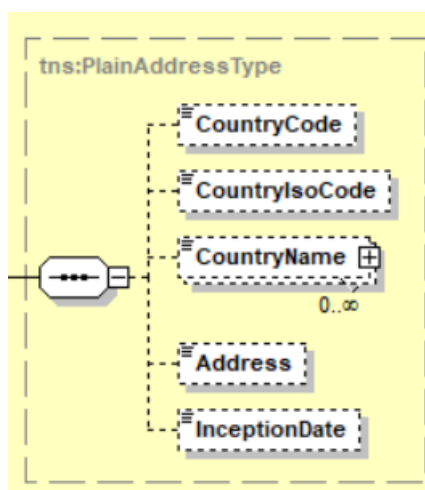 tns:PlainAddressType
CountryCode
CountryIsoCode
CountryName
0..∞
Address
InceptionDate